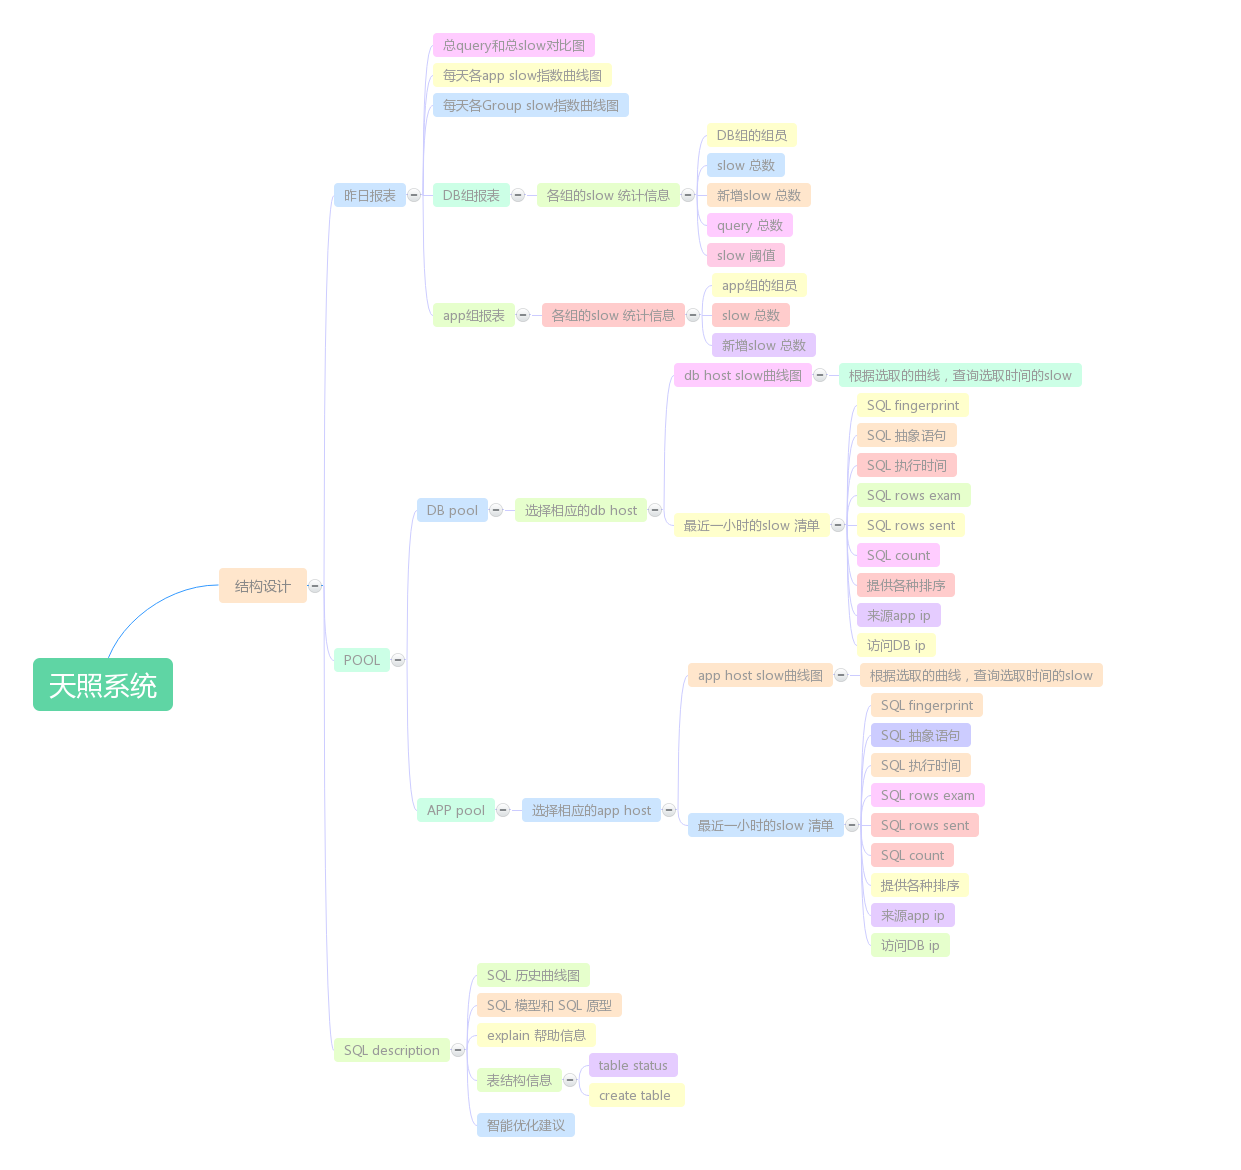 天照系统
结构设计
昨日报表
总query和总slow对比图
每天各app slow指数曲线图
每天各Group slow指数曲线图
DB组报表
各组的slow 统计信息
DB组的组员
slow 总数
新增slow 总数
query 总数
slow 阈值
app组报表
各组的slow 统计信息
app组的组员
slow 总数
新增slow 总数
POOL
DB pool
选择相应的db host
db host slow曲线图
根据选取的曲线，查询选取时间的slow
最近一小时的slow 清单
SQL fingerprint
SQL 抽象语句
SQL 执行时间
SQL rows exam
SQL rows sent
SQL count
提供各种排序
来源app ip
访问DB ip
APP pool
选择相应的app host
app host slow曲线图
根据选取的曲线，查询选取时间的slow
最近一小时的slow 清单
SQL fingerprint
SQL 抽象语句
SQL 执行时间
SQL rows exam
SQL rows sent
SQL count
提供各种排序
来源app ip
访问DB ip
SQL description
SQL 历史曲线图
SQL 模型和 SQL 原型
explain 帮助信息
表结构信息
table status
create table
智能优化建议